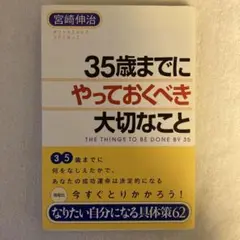 宮崎伸治
35歳までに
やっておくべき
大切なこと
THE THINGS TO BE DONE BY 35
35歳までに
何をなしえたかで、
あなたの成功運命は決定的になる
今すぐとりかかろう!
なりたい自分になる具体策62